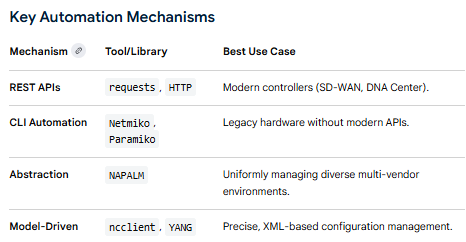 Key Automation Mechanisms
Mechanism Tool/Library Best Use Case
REST APIs requests, HTTP Modern controllers (SD-WAN, DNA Center).
CLI Automation Netmiko, Legacy hardware without modern APIs.
Paramiko
Abstraction NAPALM Uniformly managing diverse multi-vendor
environments.
Model-Driven ncclient, YANG Precise, XML-based configuration management.